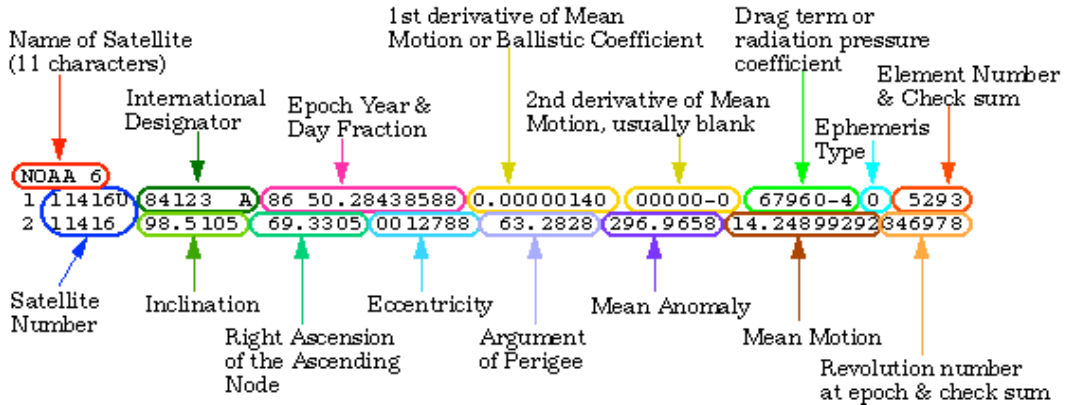 Name of Satellite
(11 characters)
International
Designator
Epoch Year &
Day Fraction
1st derivative of Mean
Motion or Ballistic Coefficient
2nd derivative of Mean
Motion, usually blank
Drag term or
radiation pressure
coefficient
Ephemeris
Type
Element Number
& Check sum
NOAA 6
1 11416U 84123 A 86 50.28438588 0.00000140 00000-0 67960-4 0 5293
2 11416 98.5105 69.3305 0012788 63.2828 296.9658 14.24899292 346978
Satellite
Number
Inclination
Right Ascension
of the Ascending
Node
Eccentricity
Argument
of Perigee
Mean Anomaly
Mean Motion
Revolution number
at epoch & check sum